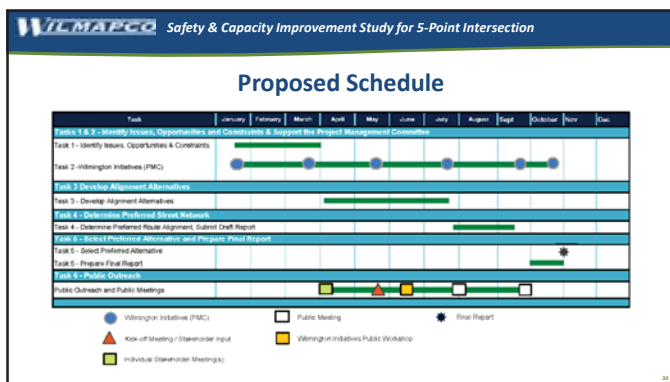 WILMAPCO Safety & Capacity Improvement Study for 5-Point Intersection
Proposed Schedule
Task January February March April May June July August Sept October Nov Dec
Tasks 1 & 2 - Identify Issues, Opportunities and Constraints & Support the Project Management Committee
Task 1 - Identify Issues, Opportunities & Constraints
Task 2 -Wilmington Initiatives (PMC)
Task 3 Develop Alignment Alternatives
Task 3 - Develop Alignment Alternatives
Task 4 - Determine Preferred Street Network
Task 4 - Determine Preferred Route Alignment, Submit Draft Report
Task 5 - Select Preferred Alternative and Prepare Final Report
Task 5 - Select Preferred Alternative
Task 5 - Prepare Final Report
Task 6 - Public Outreach
Public Outreach and Public Meetings
Wilmington Initiatives (PMC) Public Meeting Final Report
Kick-off Meeting / Stakeholder Input Wilmington Initiatives Public Workshop
Individual Stakeholder Meeting(s)